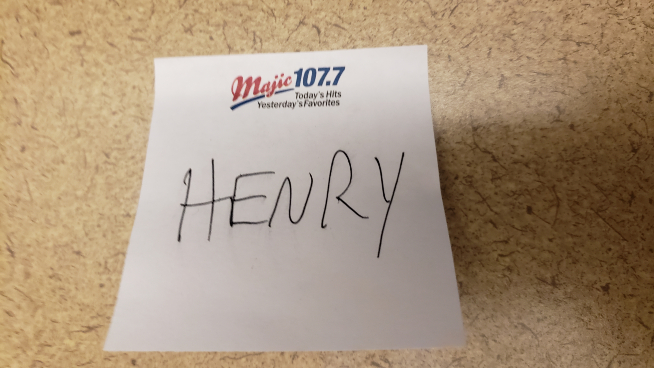 Majic 107.7
Today's Hits
Yesterday's Favorites
HENRY